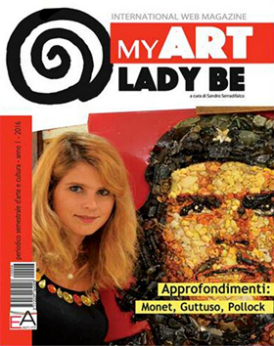 INTERNATIONAL WEB MAGAZINE
MY ART
LADY BE
a cura di Sandro Serradifalco
periodico semestrale d'arte e cultura - anno I - 2016
Approfondimenti:
Monet, Guttuso, Pollock